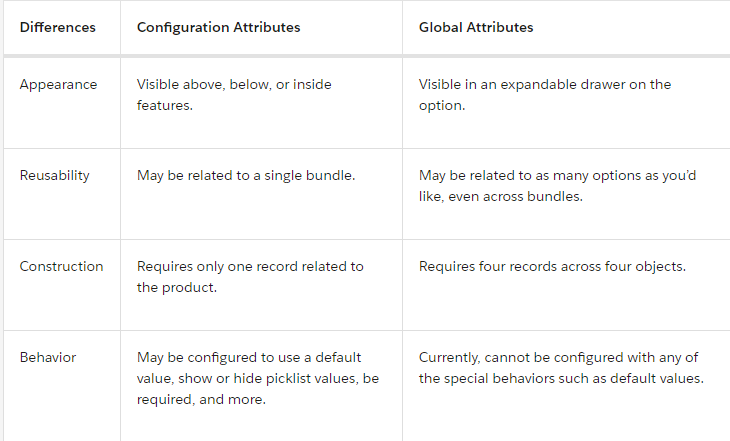 Differences Configuration Attributes Global Attributes
Appearance Visible above, below, or inside Visible in an expandable drawer on the
features. option.
Reusability May be related to a single bundle. May be related to as many options as you’d
like, even across bundles.
Construction Requires only one record related to Requires four records across four objects.
the product.
Behavior May be configured to use a default Currently, cannot be configured with any of
value, show or hide picklist values, be the special behaviors such as default values.
required, and more.